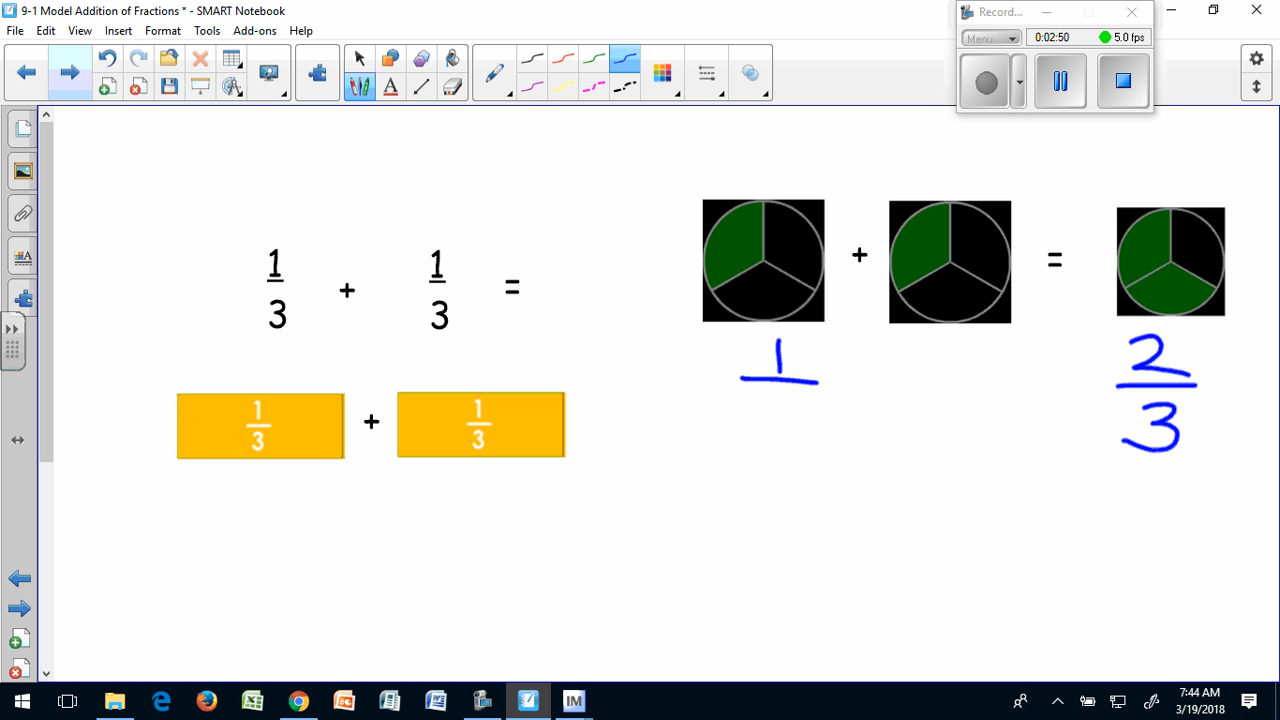 9-1 Model Addition of Fractions * - SMART Notebook
File Edit View Insert Format Tools Add-ons Help
Record...
Menu 0:02:50 5.0 fps
A
1/3 + 1/3 =
+ =
1/3 + 1/3
1/
2/3
IM
7:44 AM
3/19/2018